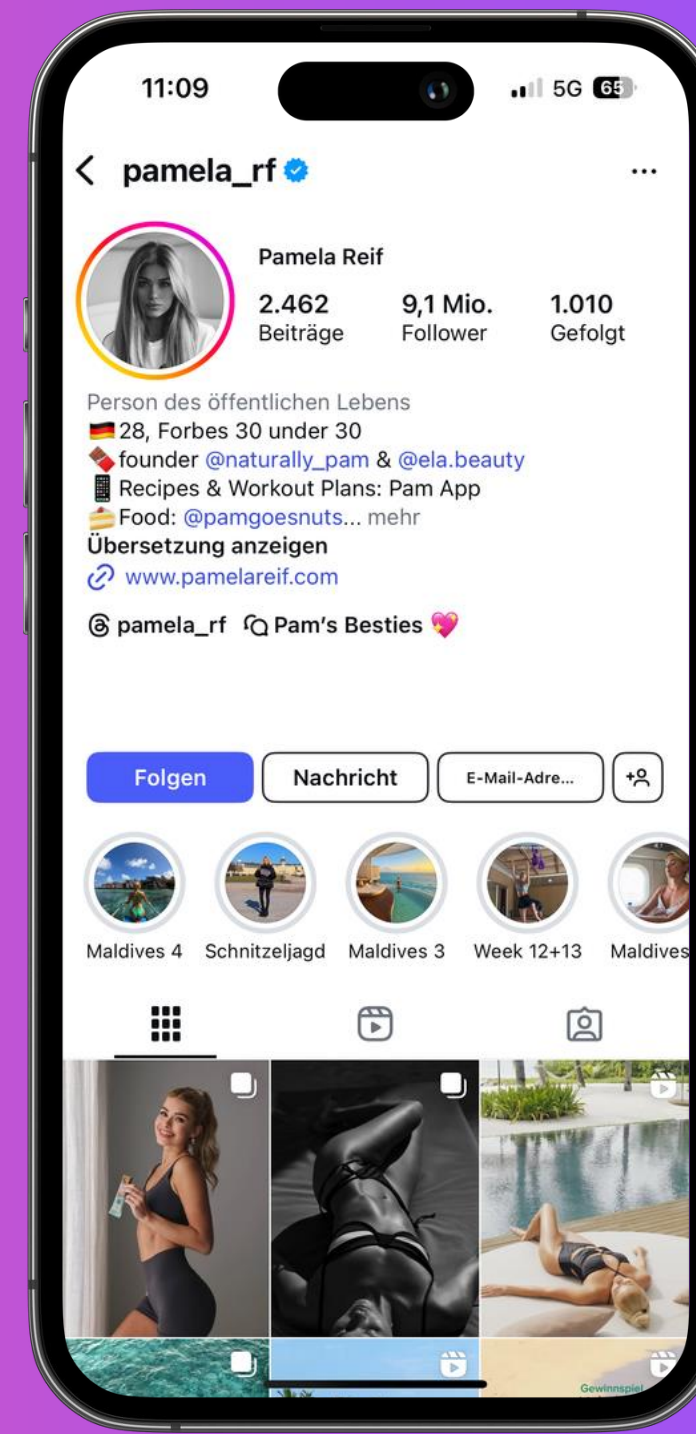 11:09
5G 65
pamela_rf
Pamela Reif
2.462 9,1 Mio. 1.010
Beiträge Follower Gefolgt
Person des öffentlichen Lebens
🇩🇪28, Forbes 30 under 30
🍫founder @naturally_pam & @ela.beauty
📱Recipes & Workout Plans: Pam App
🍰Food: @pamgoesnuts... mehr
Übersetzung anzeigen
www.pamelareif.com
pamela_rf Pam's Besties 💖
Folgen Nachricht E-Mail-Adre...
Maldives 4 Schnitzeljagd Maldives 3 Week 12+13 Maldives
Gewinnspiel